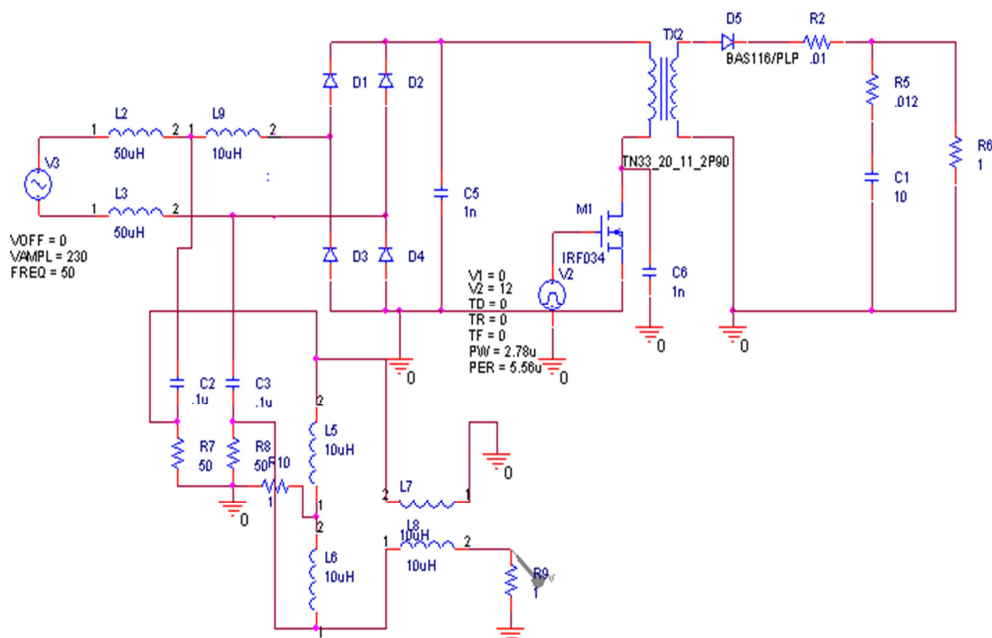 D5
R2
TX2
BAS116/PLP
.01
D1
D2
R5
.012
L2
L9
1
2
1
2
50uH
10uH
R6
1
V3
TN33_20_11_2P90
C1
10
C5
1n
L3
1
2
50uH
M1
IRF034
VOFF = 0
VAMPL = 230
FREQ = 50
D3
D4
V2
C6
1n
V1 = 0
V2 = 12
TD = 0
TR = 0
TF = 0
PW = 2.78u
PER = 5.56u
0
0
0
0
C2
.1u
C3
.1u
2
L5
10uH
R7
50
R8
50
R10
1
0
0
1
2
L7
1
10uH
2
L6
10uH
1
1
L8
2
10uH
R9
1
V